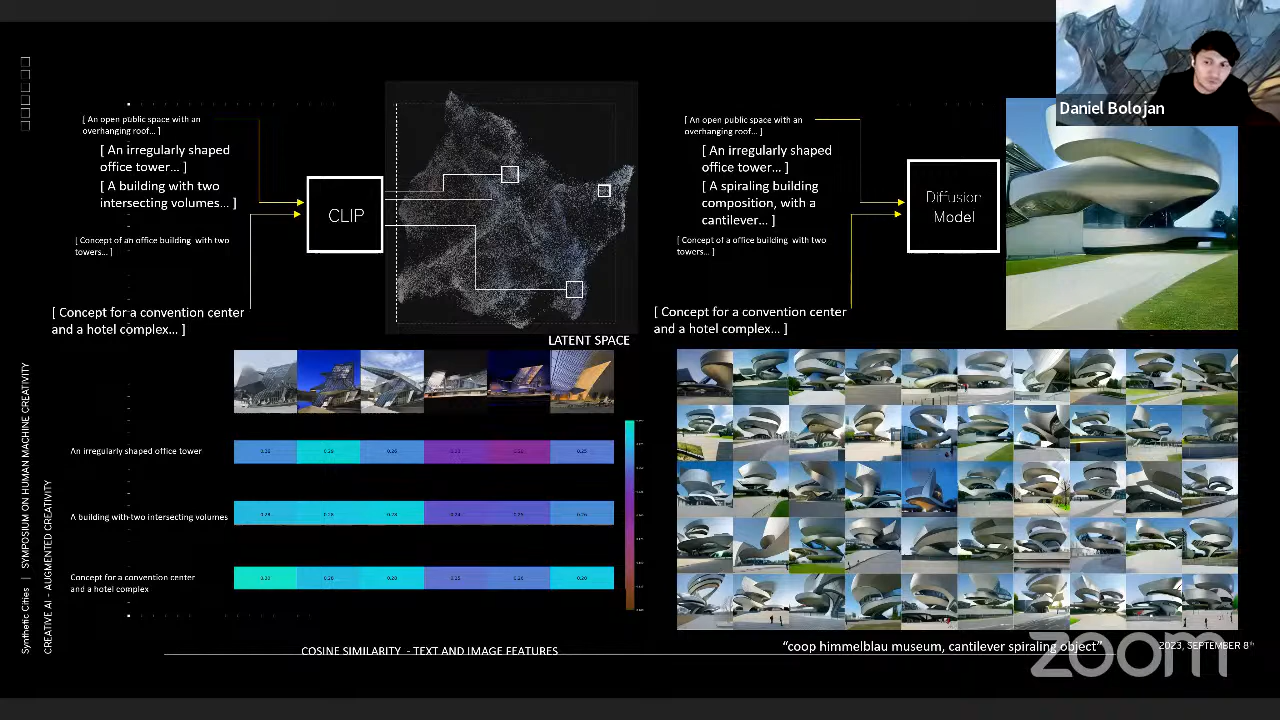 Daniel Bolojan
[ An open public space with an
overhanging roof... ]
[ An irregularly shaped
office tower... ]
[ A building with two
intersecting volumes... ]
[ Concept of an office building with two
towers... ]
[ Concept for a convention center
and a hotel complex... ]
CLIP
LATENT SPACE
[ An open public space with an
overhanging roof... ]
[ An irregularly shaped
office tower... ]
[ A spiraling building
composition, with a
cantilever... ]
[ Concept of a office building with two
towers... ]
[ Concept for a convention center
and a hotel complex... ]
Diffusion
Model
An irregularly shaped office tower
A building with two intersecting volumes
Concept for a convention center
and a hotel complex
COSINE SIMILARITY - TEXT AND IMAGE FEATURES
"coop himmelblau museum, cantilever spiraling object"
2023, SEPTEMBER 8th
zoom
Synthetic Cities | SYMPOSIUM ON HUMAN MACHINE CREATIVITY
CREATIVE AI - AUGMENTED CREATIVITY